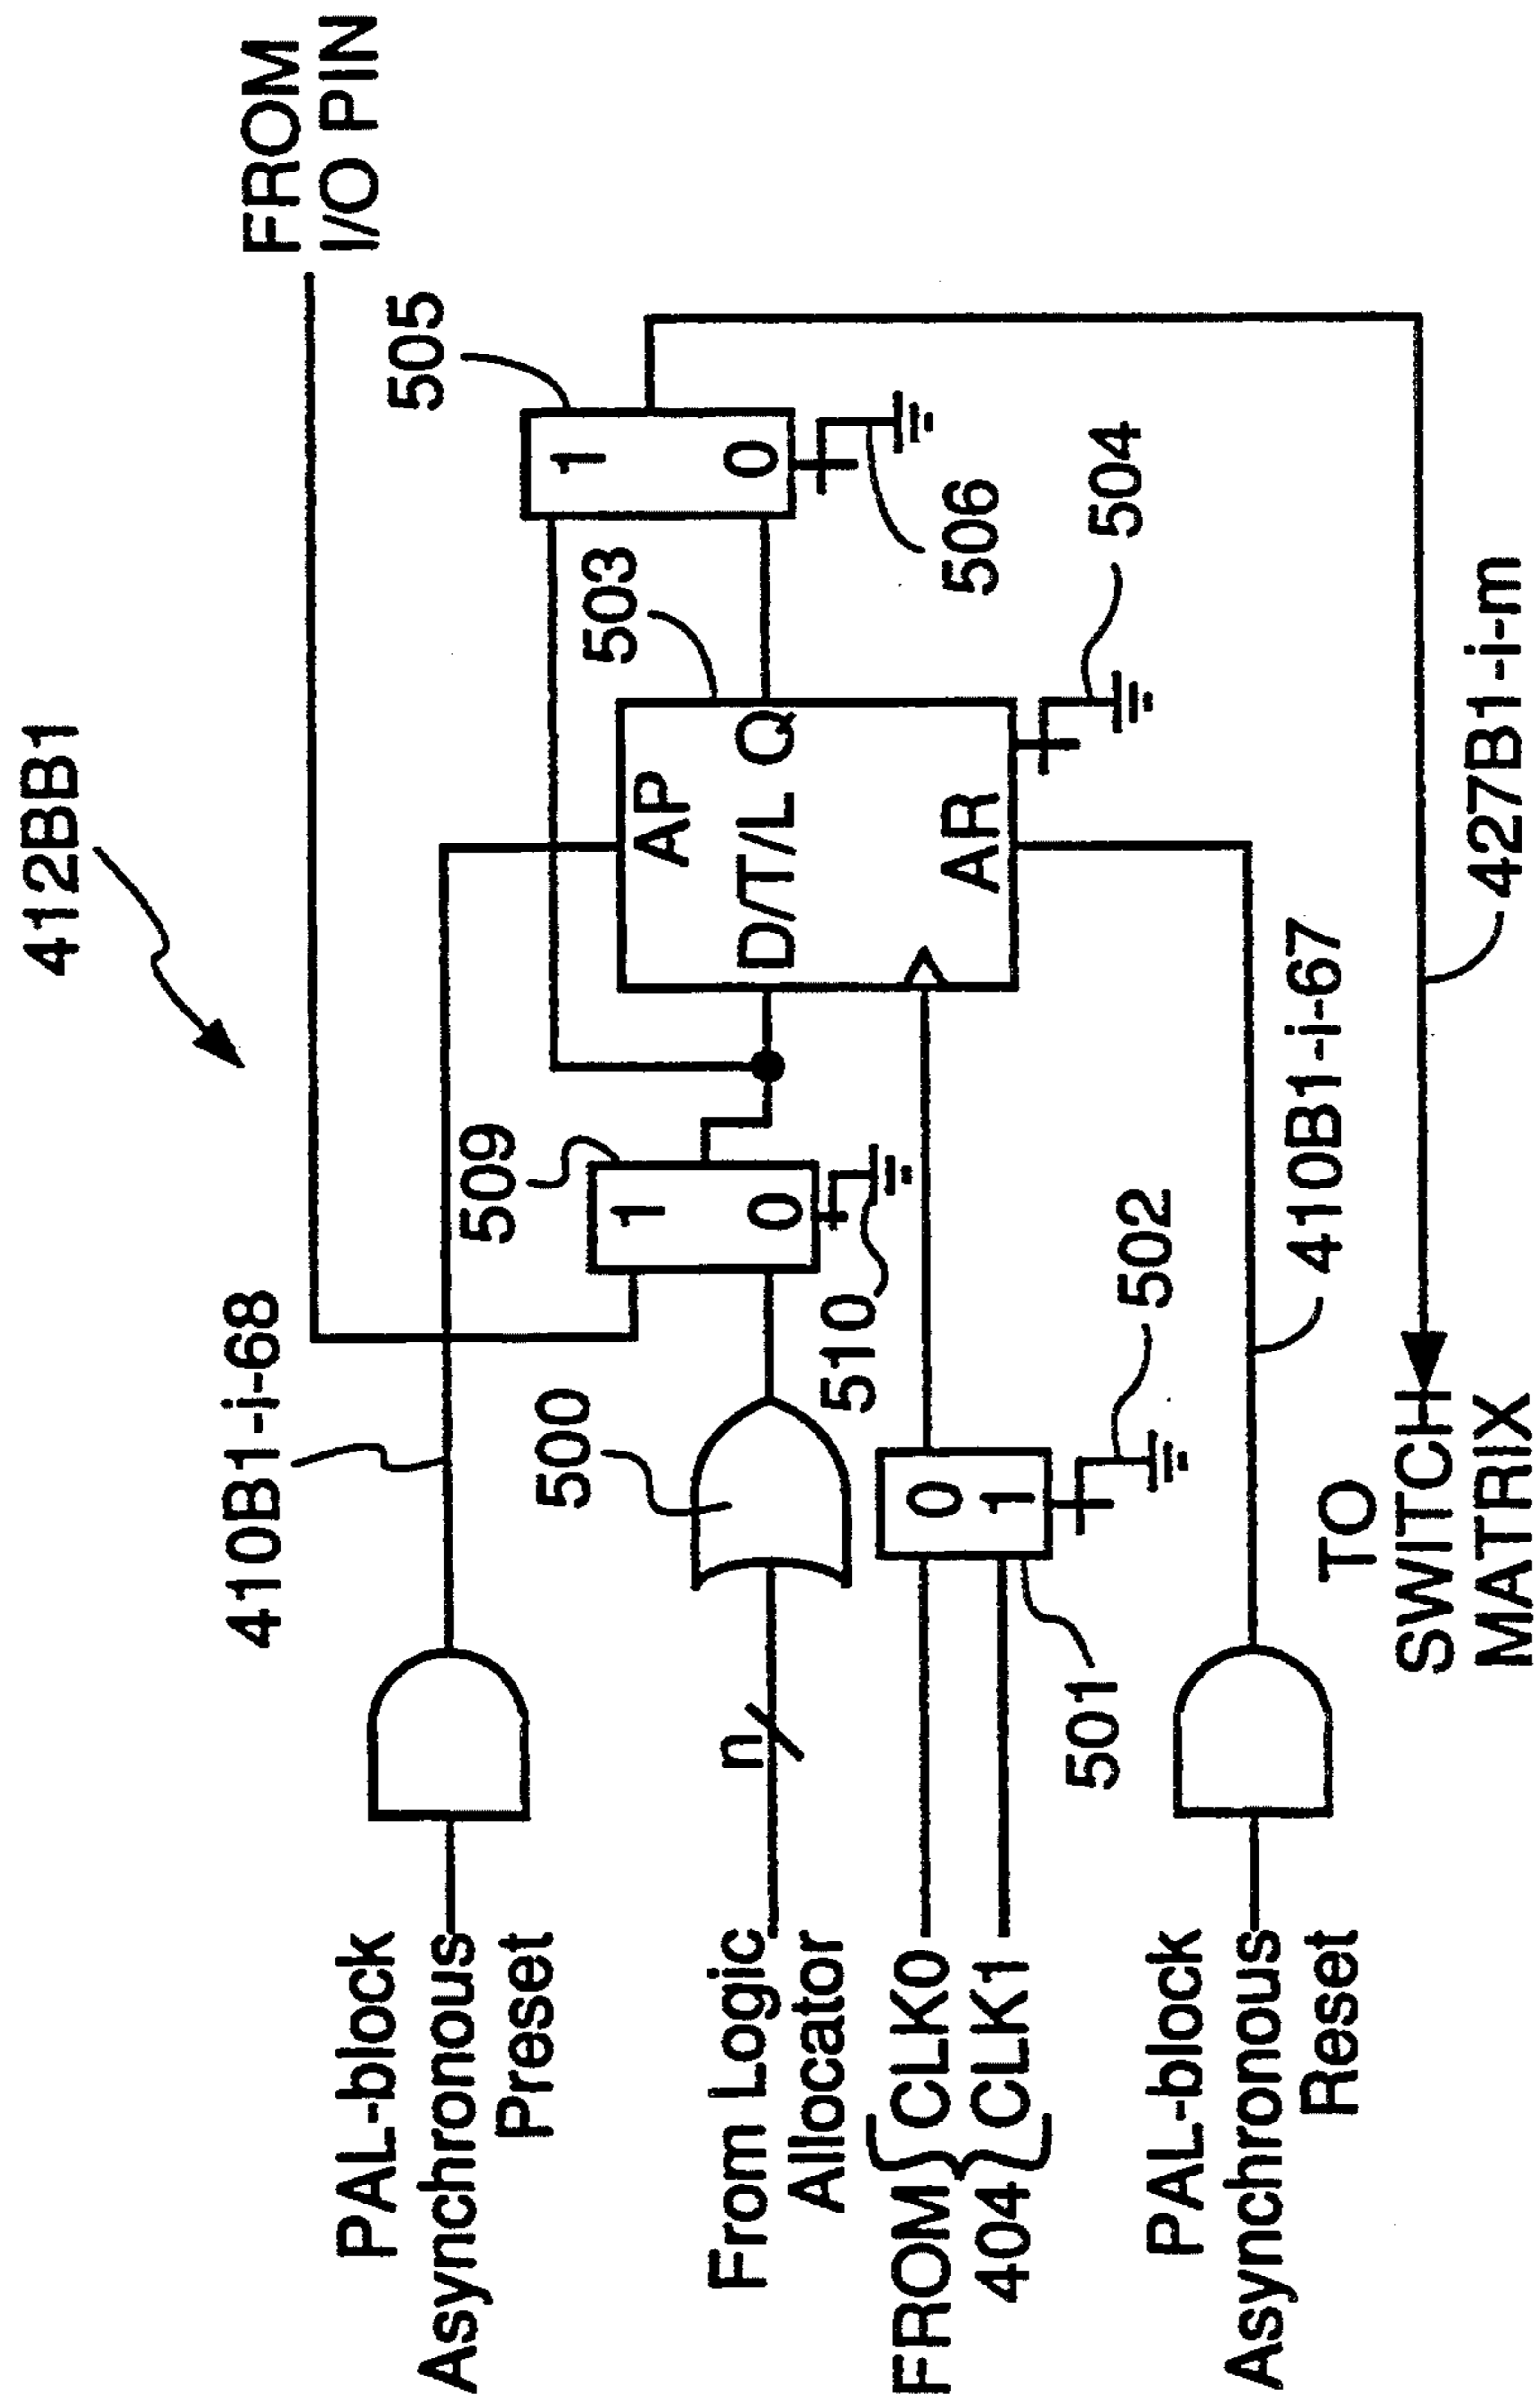 412BB1
FROM
I/O PIN
410B1-i-68
PAL-block
Asynchronous
Preset
509
505
503
1
0
AP
D/T/L Q
AR
1
0
506
504
500
510
n
From Logic
Allocator
FROM
404
CLK0
CLK1
0
1
501
502
PAL-block
Asynchronous
Reset
410B1-i-67
TO
SWITCH
MATRIX
427B1-i-m